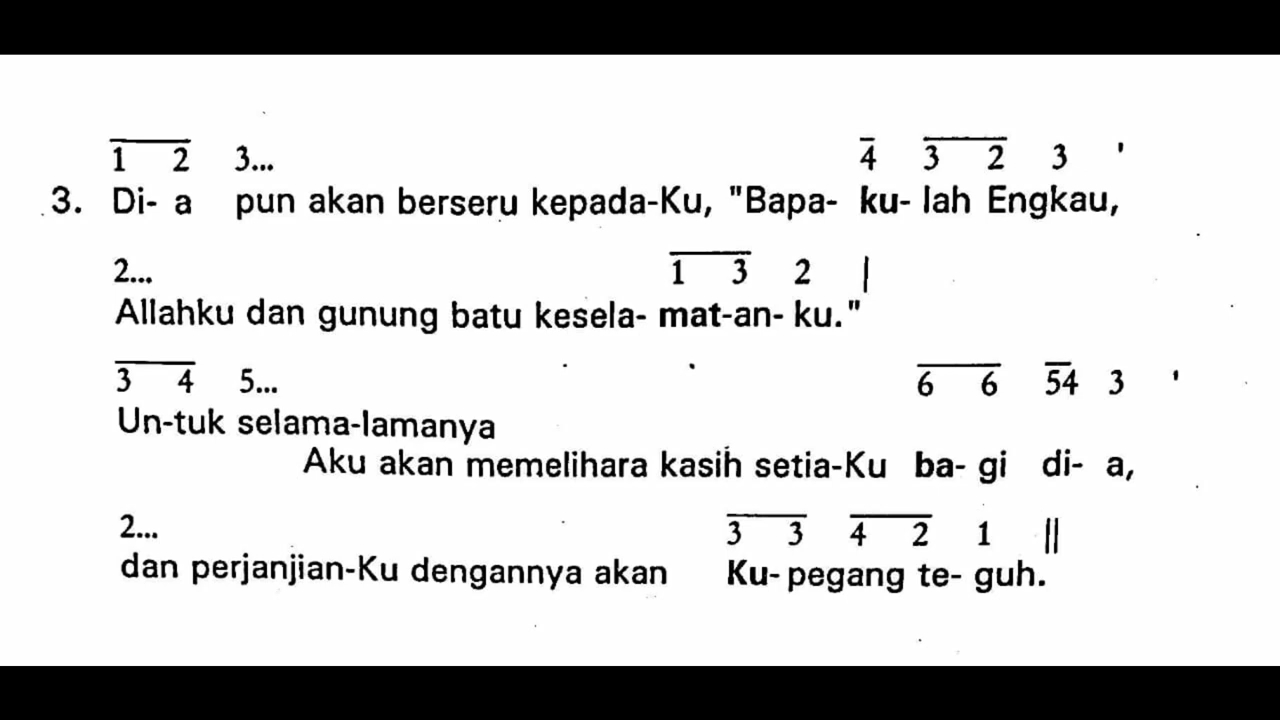 1 2 3... 4 3 2 3 '
3. Di- a pun akan berseru kepada-Ku, "Bapa- ku- lah Engkau,
2... 1 3 2 |
Allahku dan gunung batu kesela- mat-an- ku."
3 4 5... 6 6 54 3 '
Un-tuk selama-lamanya
Aku akan memelihara kasih setia-Ku ba- gi di- a,
2... 3 3 4 2 1 ||
dan perjanjian-Ku dengannya akan Ku- pegang te- guh.